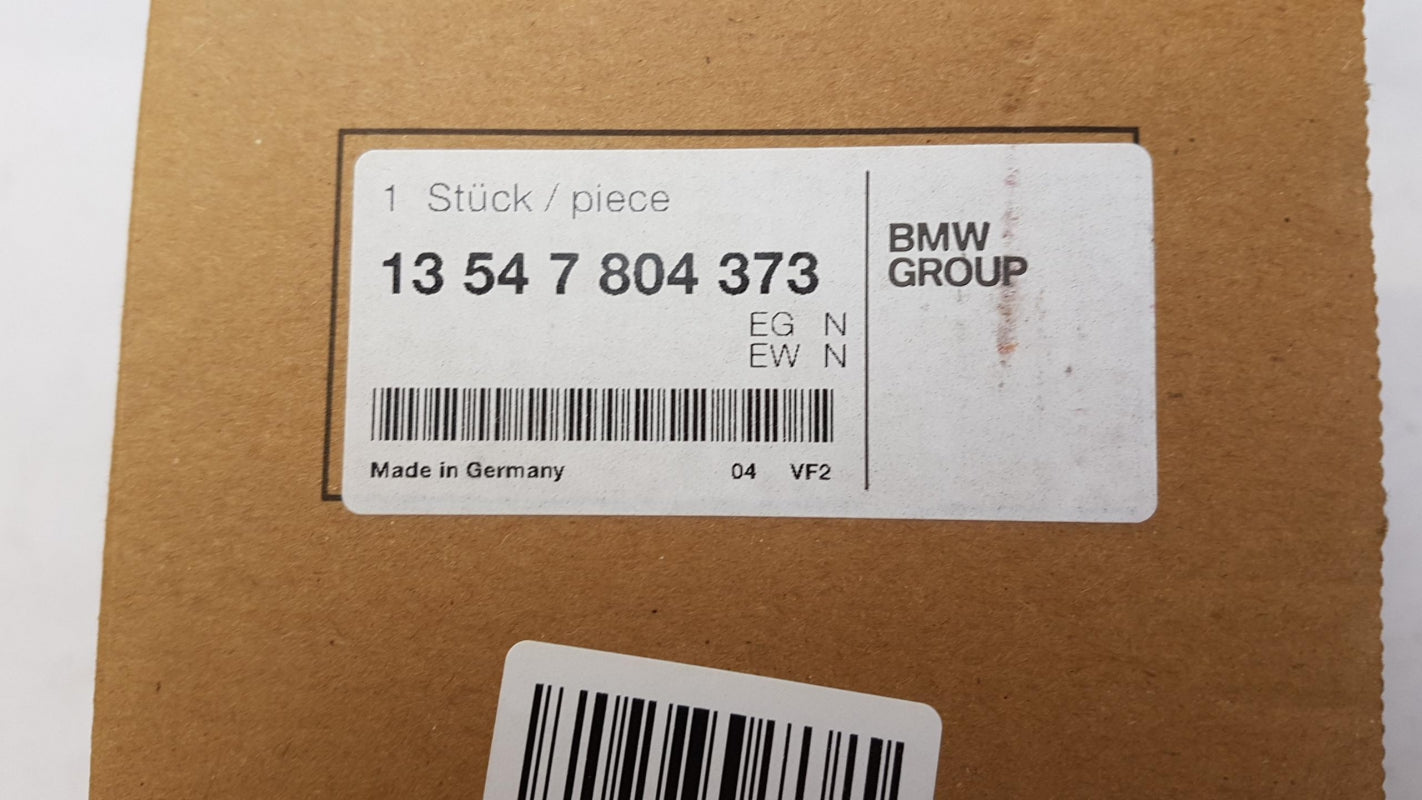 1 Stück / piece
13 54 7 804 373
EG N
EW N
Made in Germany 04 VF2
BMW
GROUP